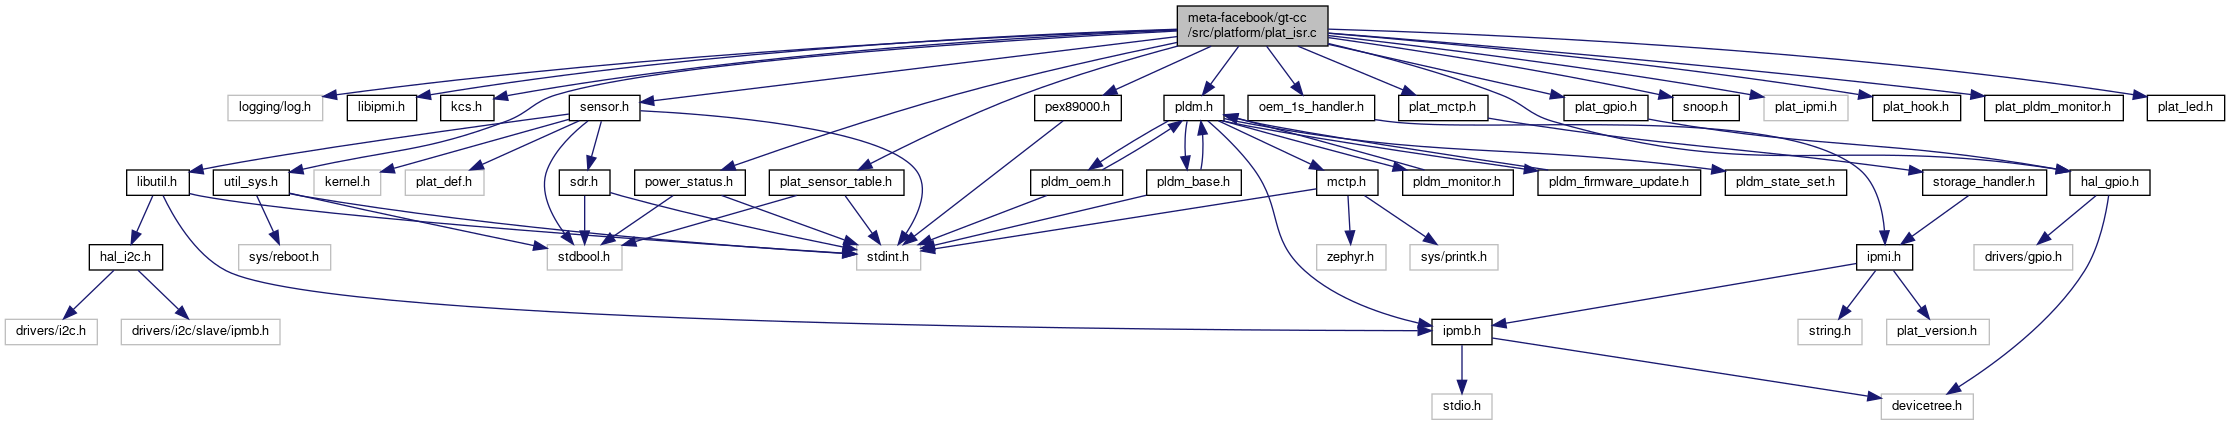 meta-facebook/gt-cc
/src/platform/plat_isr.c
logging/log.h
libipmi.h
kcs.h
sensor.h
pex89000.h
pldm.h
oem_1s_handler.h
plat_mctp.h
plat_gpio.h
snoop.h
plat_ipmi.h
plat_hook.h
plat_pldm_monitor.h
plat_led.h
libutil.h
util_sys.h
kernel.h
plat_def.h
sdr.h
power_status.h
plat_sensor_table.h
pldm_oem.h
pldm_base.h
mctp.h
pldm_monitor.h
pldm_firmware_update.h
pldm_state_set.h
storage_handler.h
hal_gpio.h
hal_i2c.h
sys/reboot.h
stdbool.h
stdint.h
zephyr.h
sys/printk.h
ipmi.h
drivers/gpio.h
drivers/i2c.h
drivers/i2c/slave/ipmb.h
ipmb.h
string.h
plat_version.h
stdio.h
devicetree.h